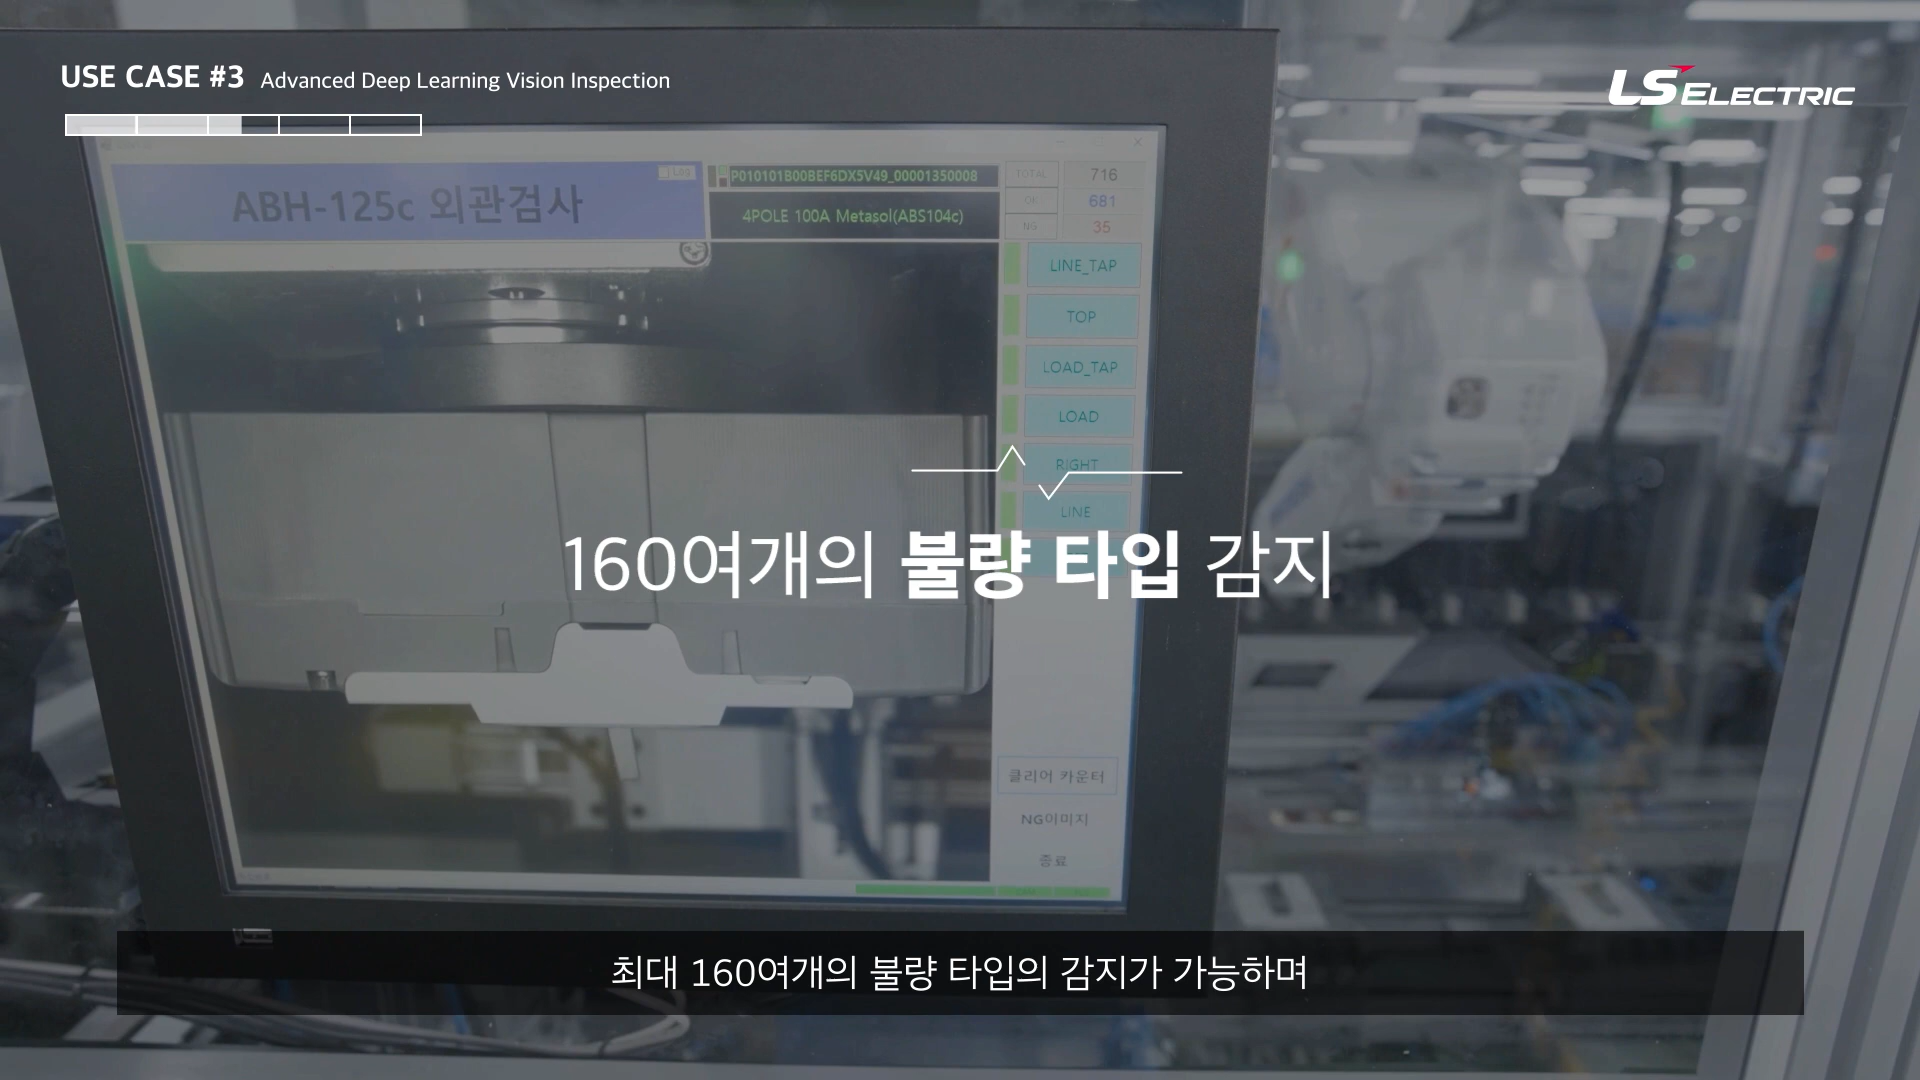 USE CASE #3 Advanced Deep Learning Vision Inspection
LS ELECTRIC
ABH-125c 외관검사
P010101B00BEF6DX5V49_00001350008
4POLE 100A Metasol(ABS104c)
TOTAL 716
OK 681
NG 35
LINE_TAP
TOP
LOAD_TAP
LOAD
RIGHT
LINE
160여개의 불량 타입 감지
클리어 카운터
NG이미지
종료
최대 160여개의 불량 타입의 감지가 가능하며